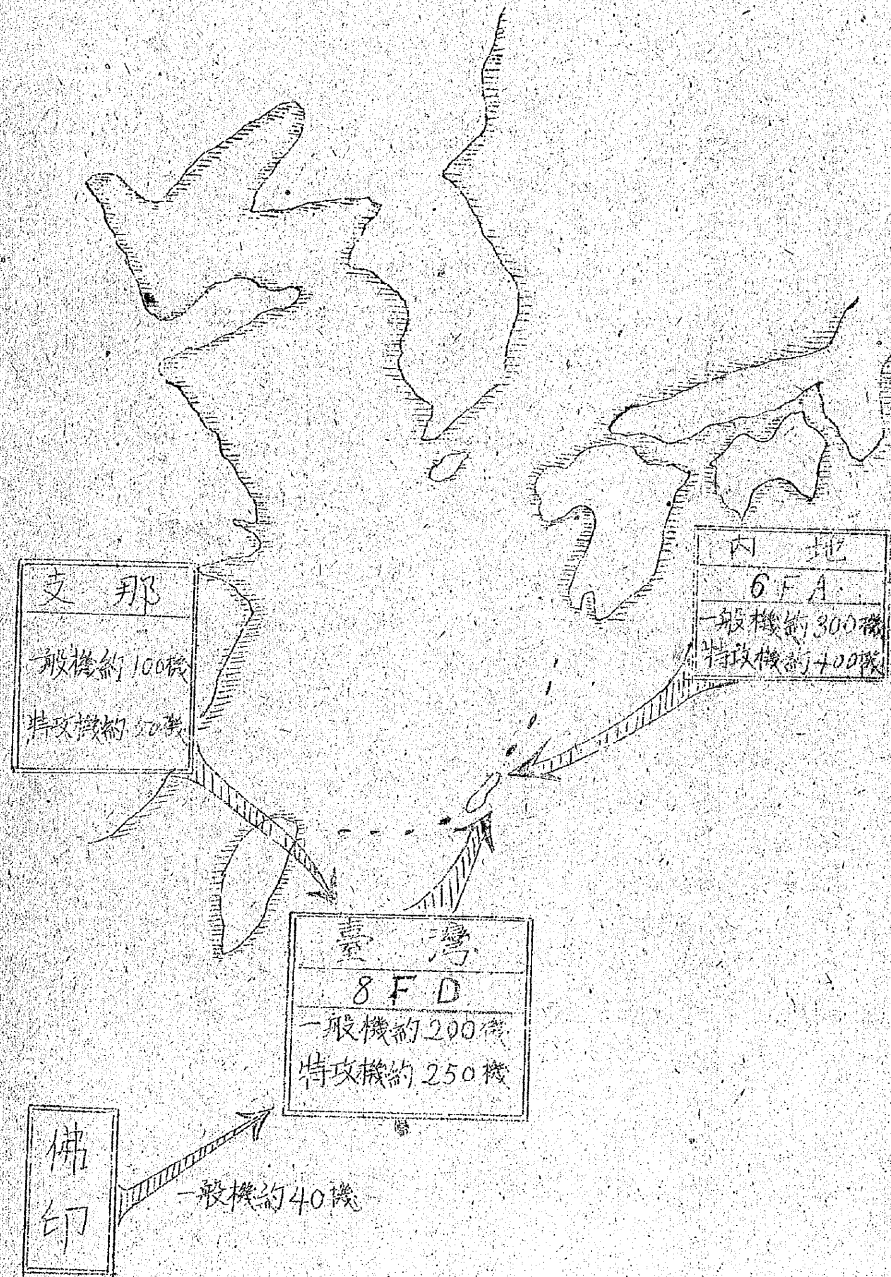 内地
6FA
一般機約300機
特攻機約400機
支那
一般機約100機
特攻機約50機
臺灣
8FD
一般機約200機
特攻機約250機
佛印
一般機約40機